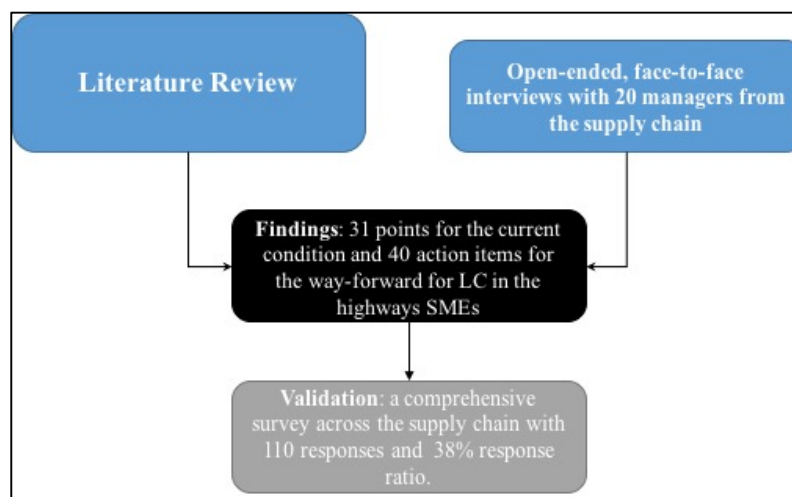 Literature Review
Open-ended, face-to-face
interviews with 20 managers from
the supply chain
Findings: 31 points for the current
condition and 40 action items for
the way-forward for LC in the
highways SMEs
Validation: a comprehensive
survey across the supply chain with
110 responses and 38% response
ratio.